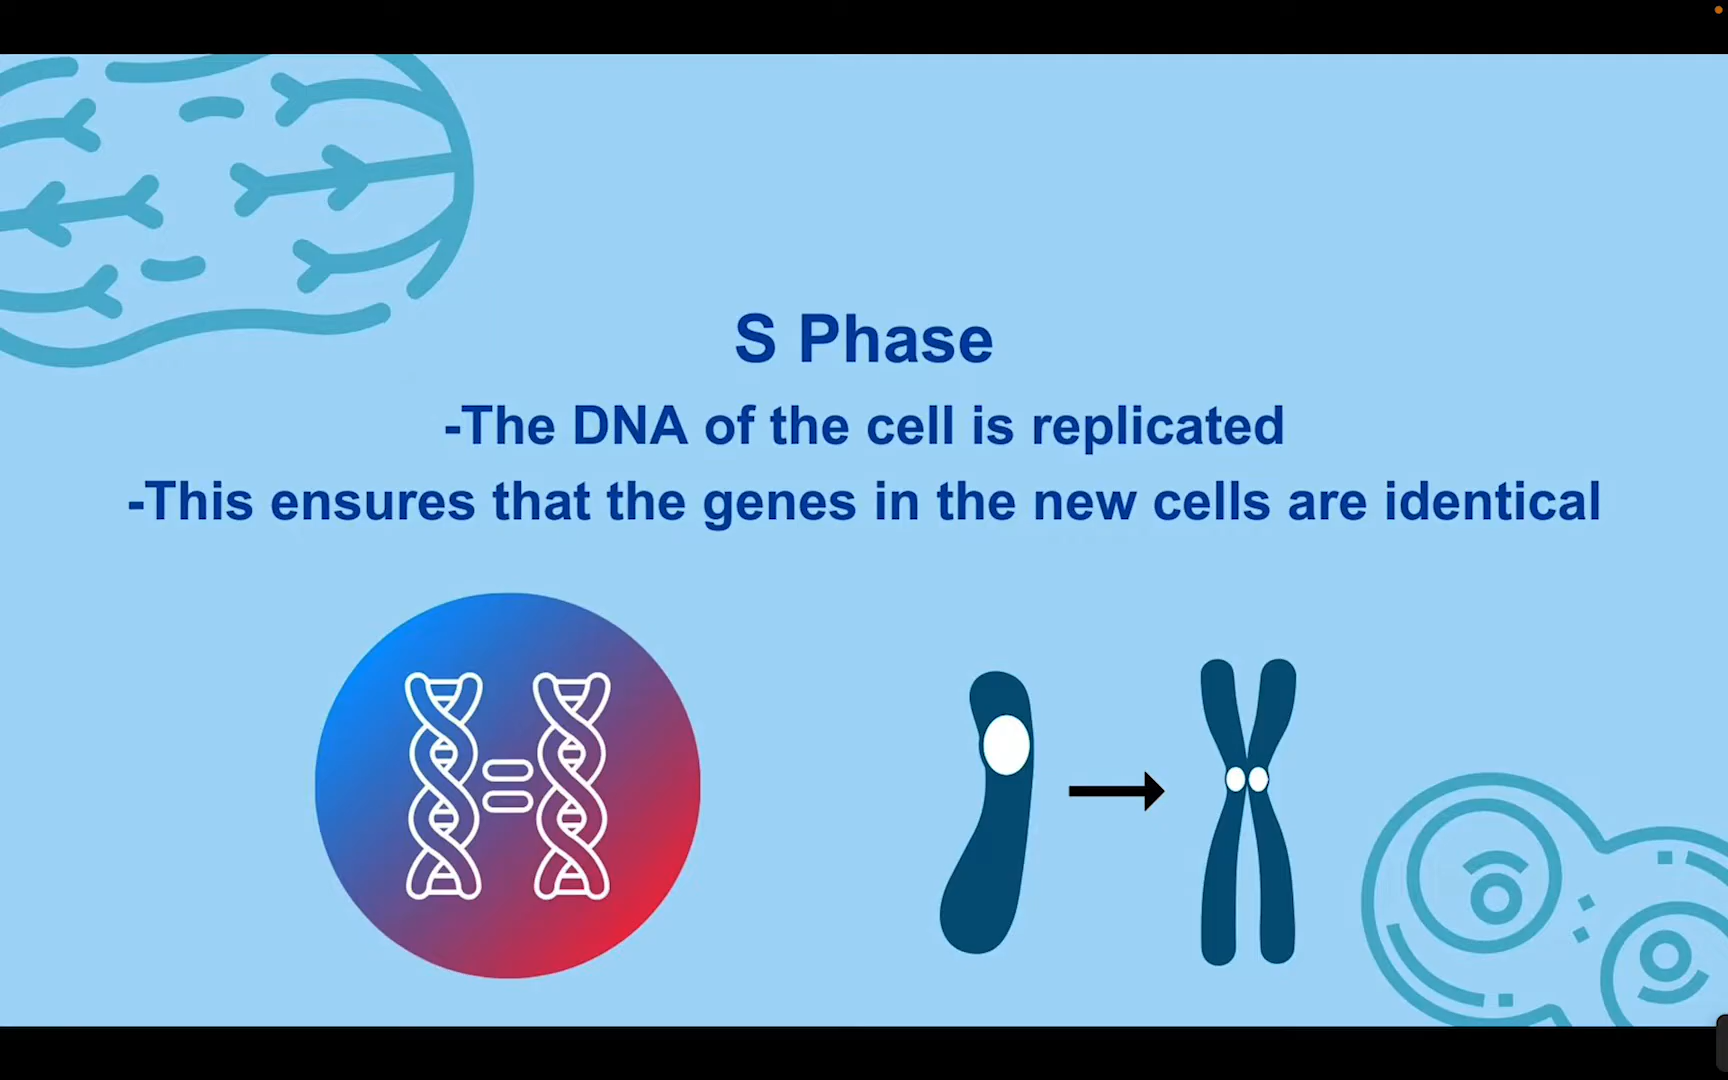 S Phase
-The DNA of the cell is replicated
-This ensures that the genes in the new cells are identical